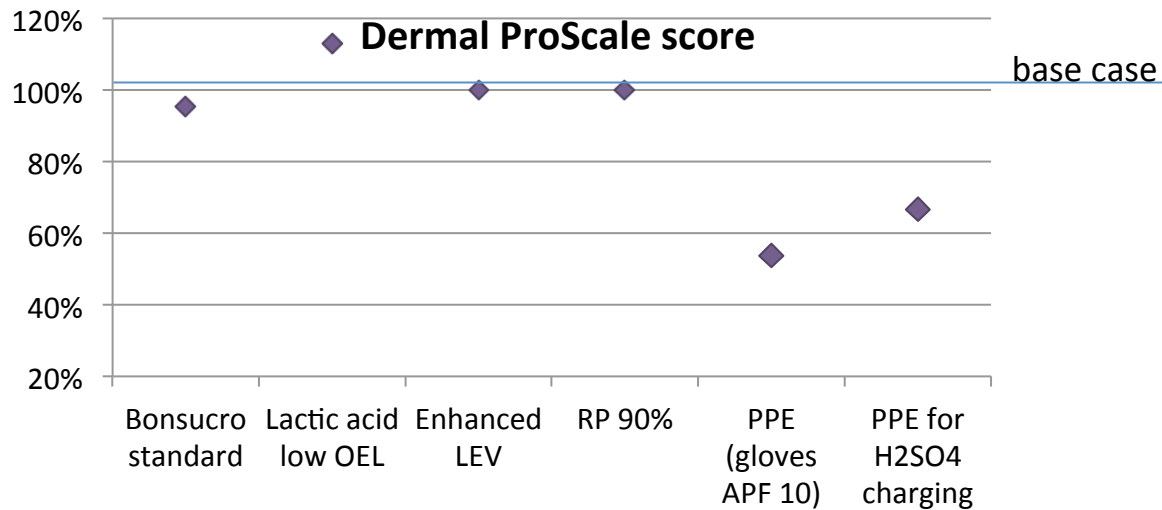 Dermal ProScale score
base case
120%
100%
80%
60%
40%
20%
Bonsucro
standard
Lactic acid
low OEL
Enhanced
LEV
RP 90%
PPE
(gloves
APF 10)
PPE for
H2SO4
charging